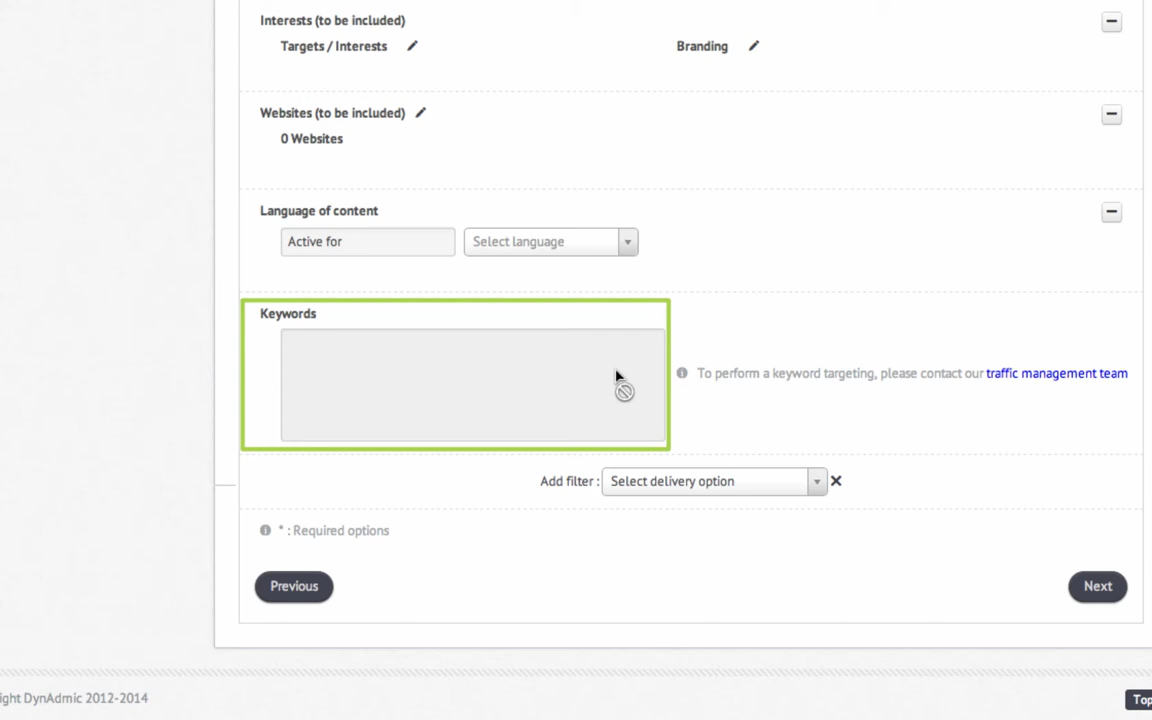 Interests (to be included)
Targets / Interests
Branding
Websites (to be included)
0 Websites
Language of content
Active for
Select language
Keywords
To perform a keyword targeting, please contact our traffic management team
Add filter : Select delivery option
* : Required options
Previous
Next
DynAdmic 2012-2014
Top